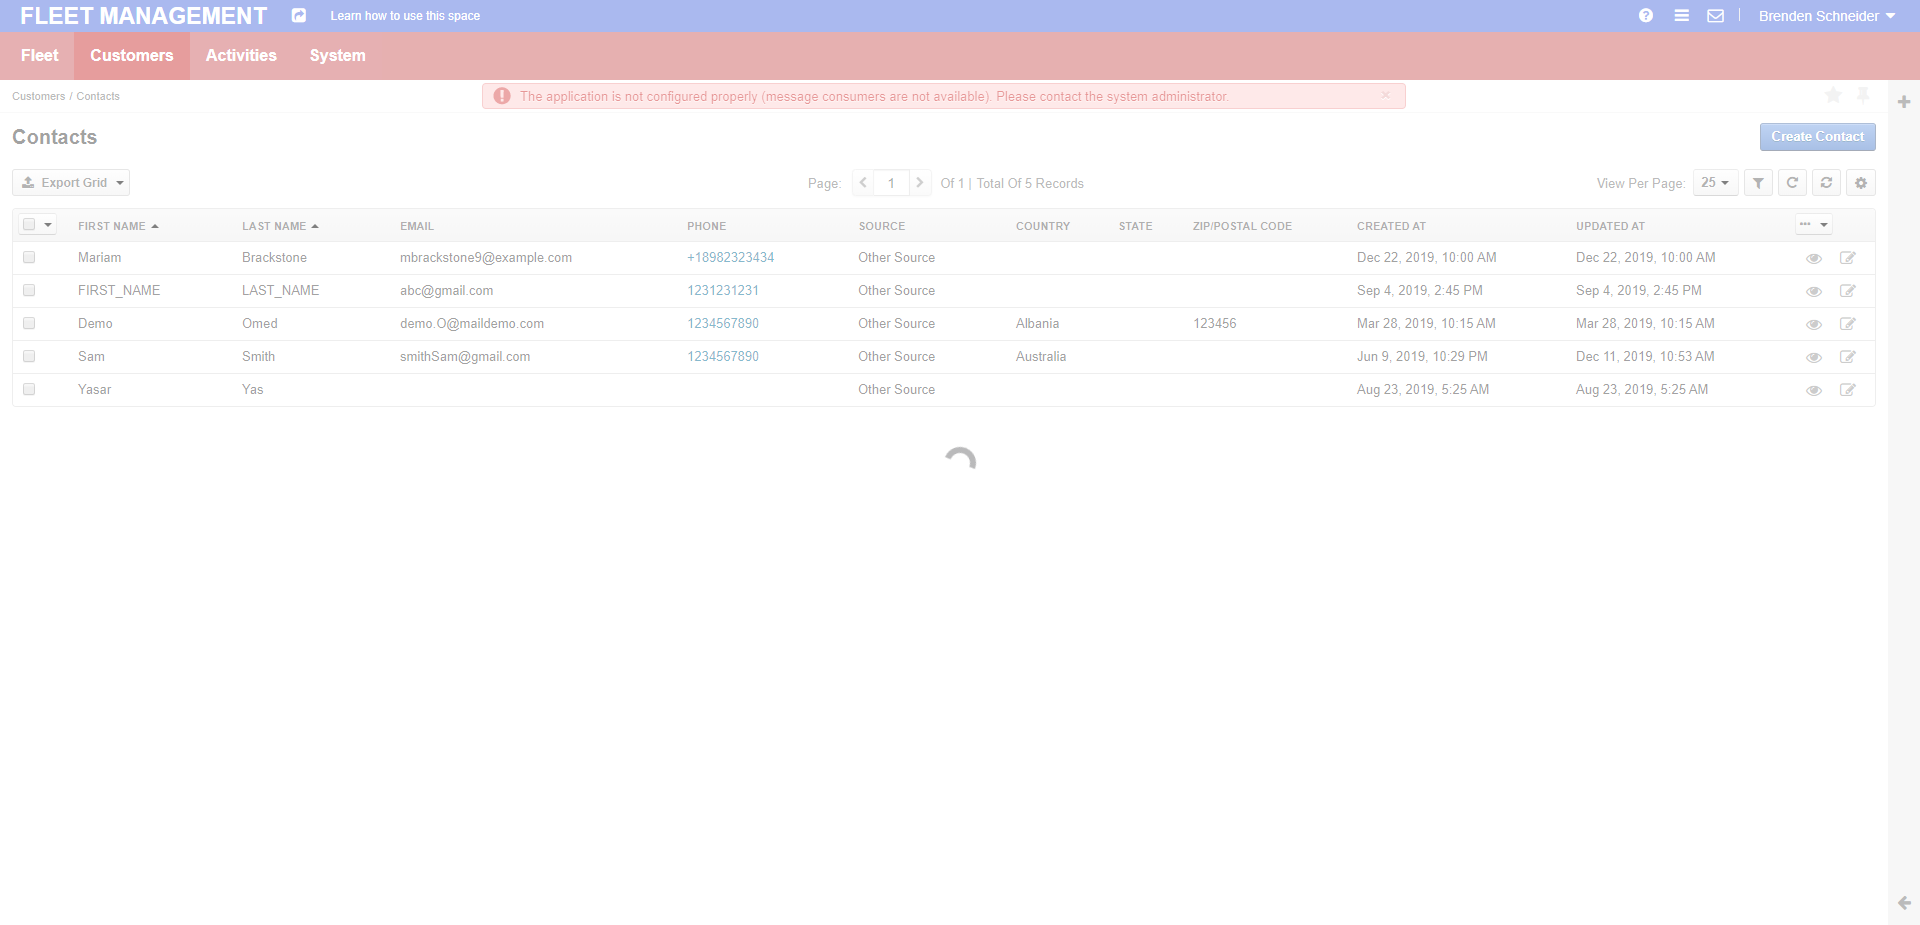 FLEET MANAGEMENT Learn how to use this space Brenden Schneider
Fleet Customers Activities System
Customers / Contacts
The application is not configured properly (message consumers are not available). Please contact the system administrator. ×
Contacts
Create Contact
Export Grid Page: 1 Of 1 | Total Of 5 Records View Per Page: 25
FIRST NAME LAST NAME EMAIL PHONE SOURCE COUNTRY STATE ZIP/POSTAL CODE CREATED AT UPDATED AT
Mariam Brackstone mbrackstone9@example.com +18982323434 Other Source Dec 22, 2019, 10:00 AM Dec 22, 2019, 10:00 AM
FIRST_NAME LAST_NAME abc@gmail.com 1231231231 Other Source Sep 4, 2019, 2:45 PM Sep 4, 2019, 2:45 PM
Demo Omed demo.O@maildemo.com 1234567890 Other Source Albania 123456 Mar 28, 2019, 10:15 AM Mar 28, 2019, 10:15 AM
Sam Smith smithSam@gmail.com 1234567890 Other Source Australia Jun 9, 2019, 10:29 PM Dec 11, 2019, 10:53 AM
Yasar Yas Other Source Aug 23, 2019, 5:25 AM Aug 23, 2019, 5:25 AM